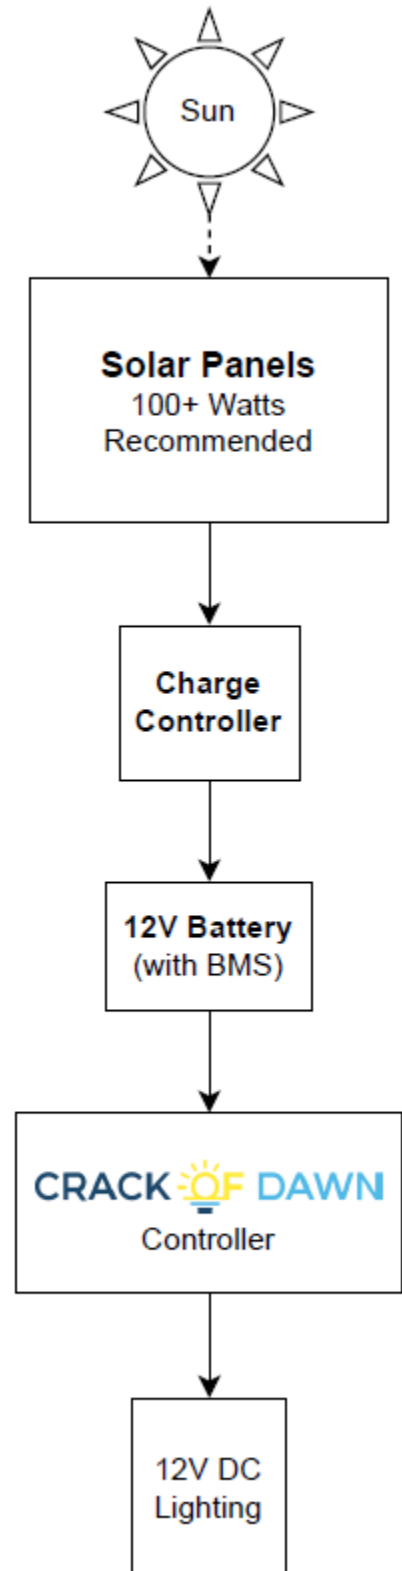 Sun
Solar Panels
100+ Watts
Recommended
Charge
Controller
12V Battery
(with BMS)
CRACK OF DAWN
Controller
12V DC
Lighting